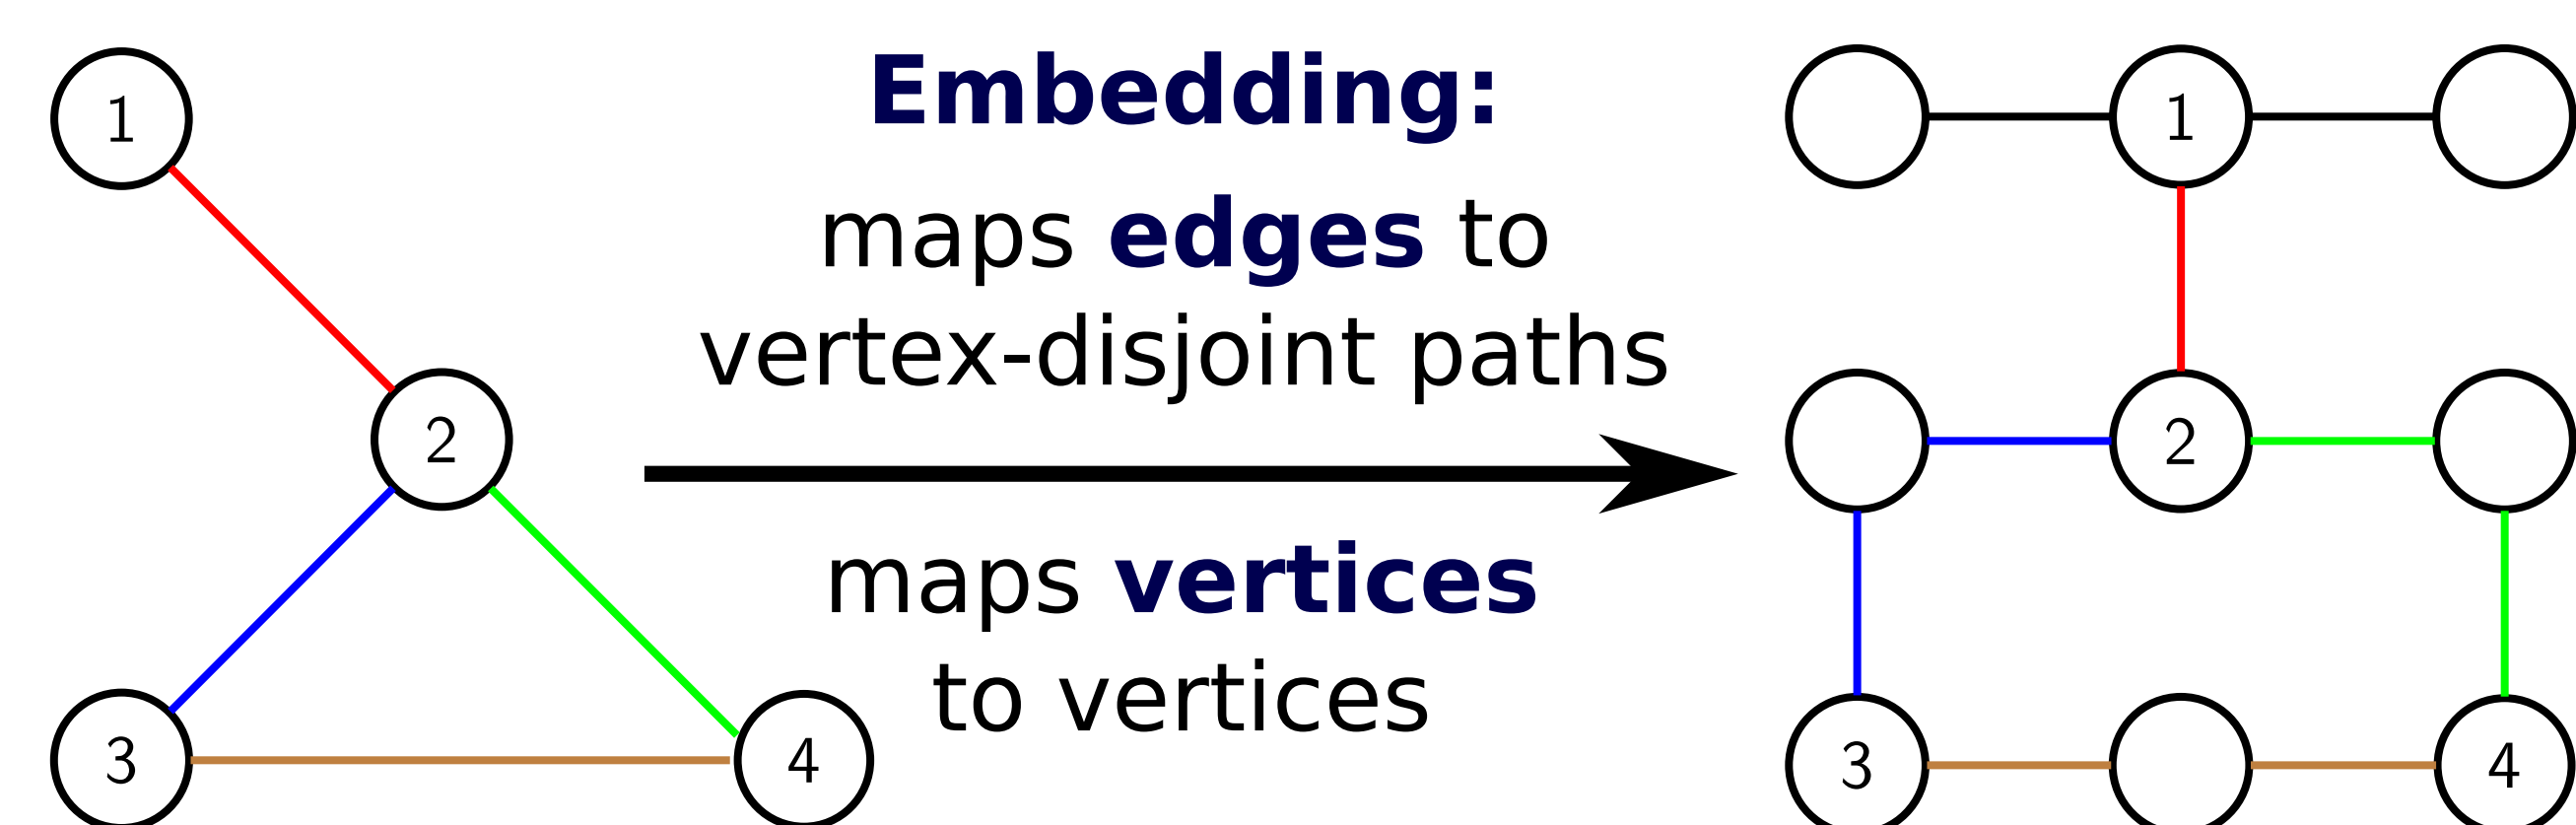 1
2
3
4
Embedding:
maps edges to
vertex-disjoint paths
maps vertices
to vertices
1
2
3
4